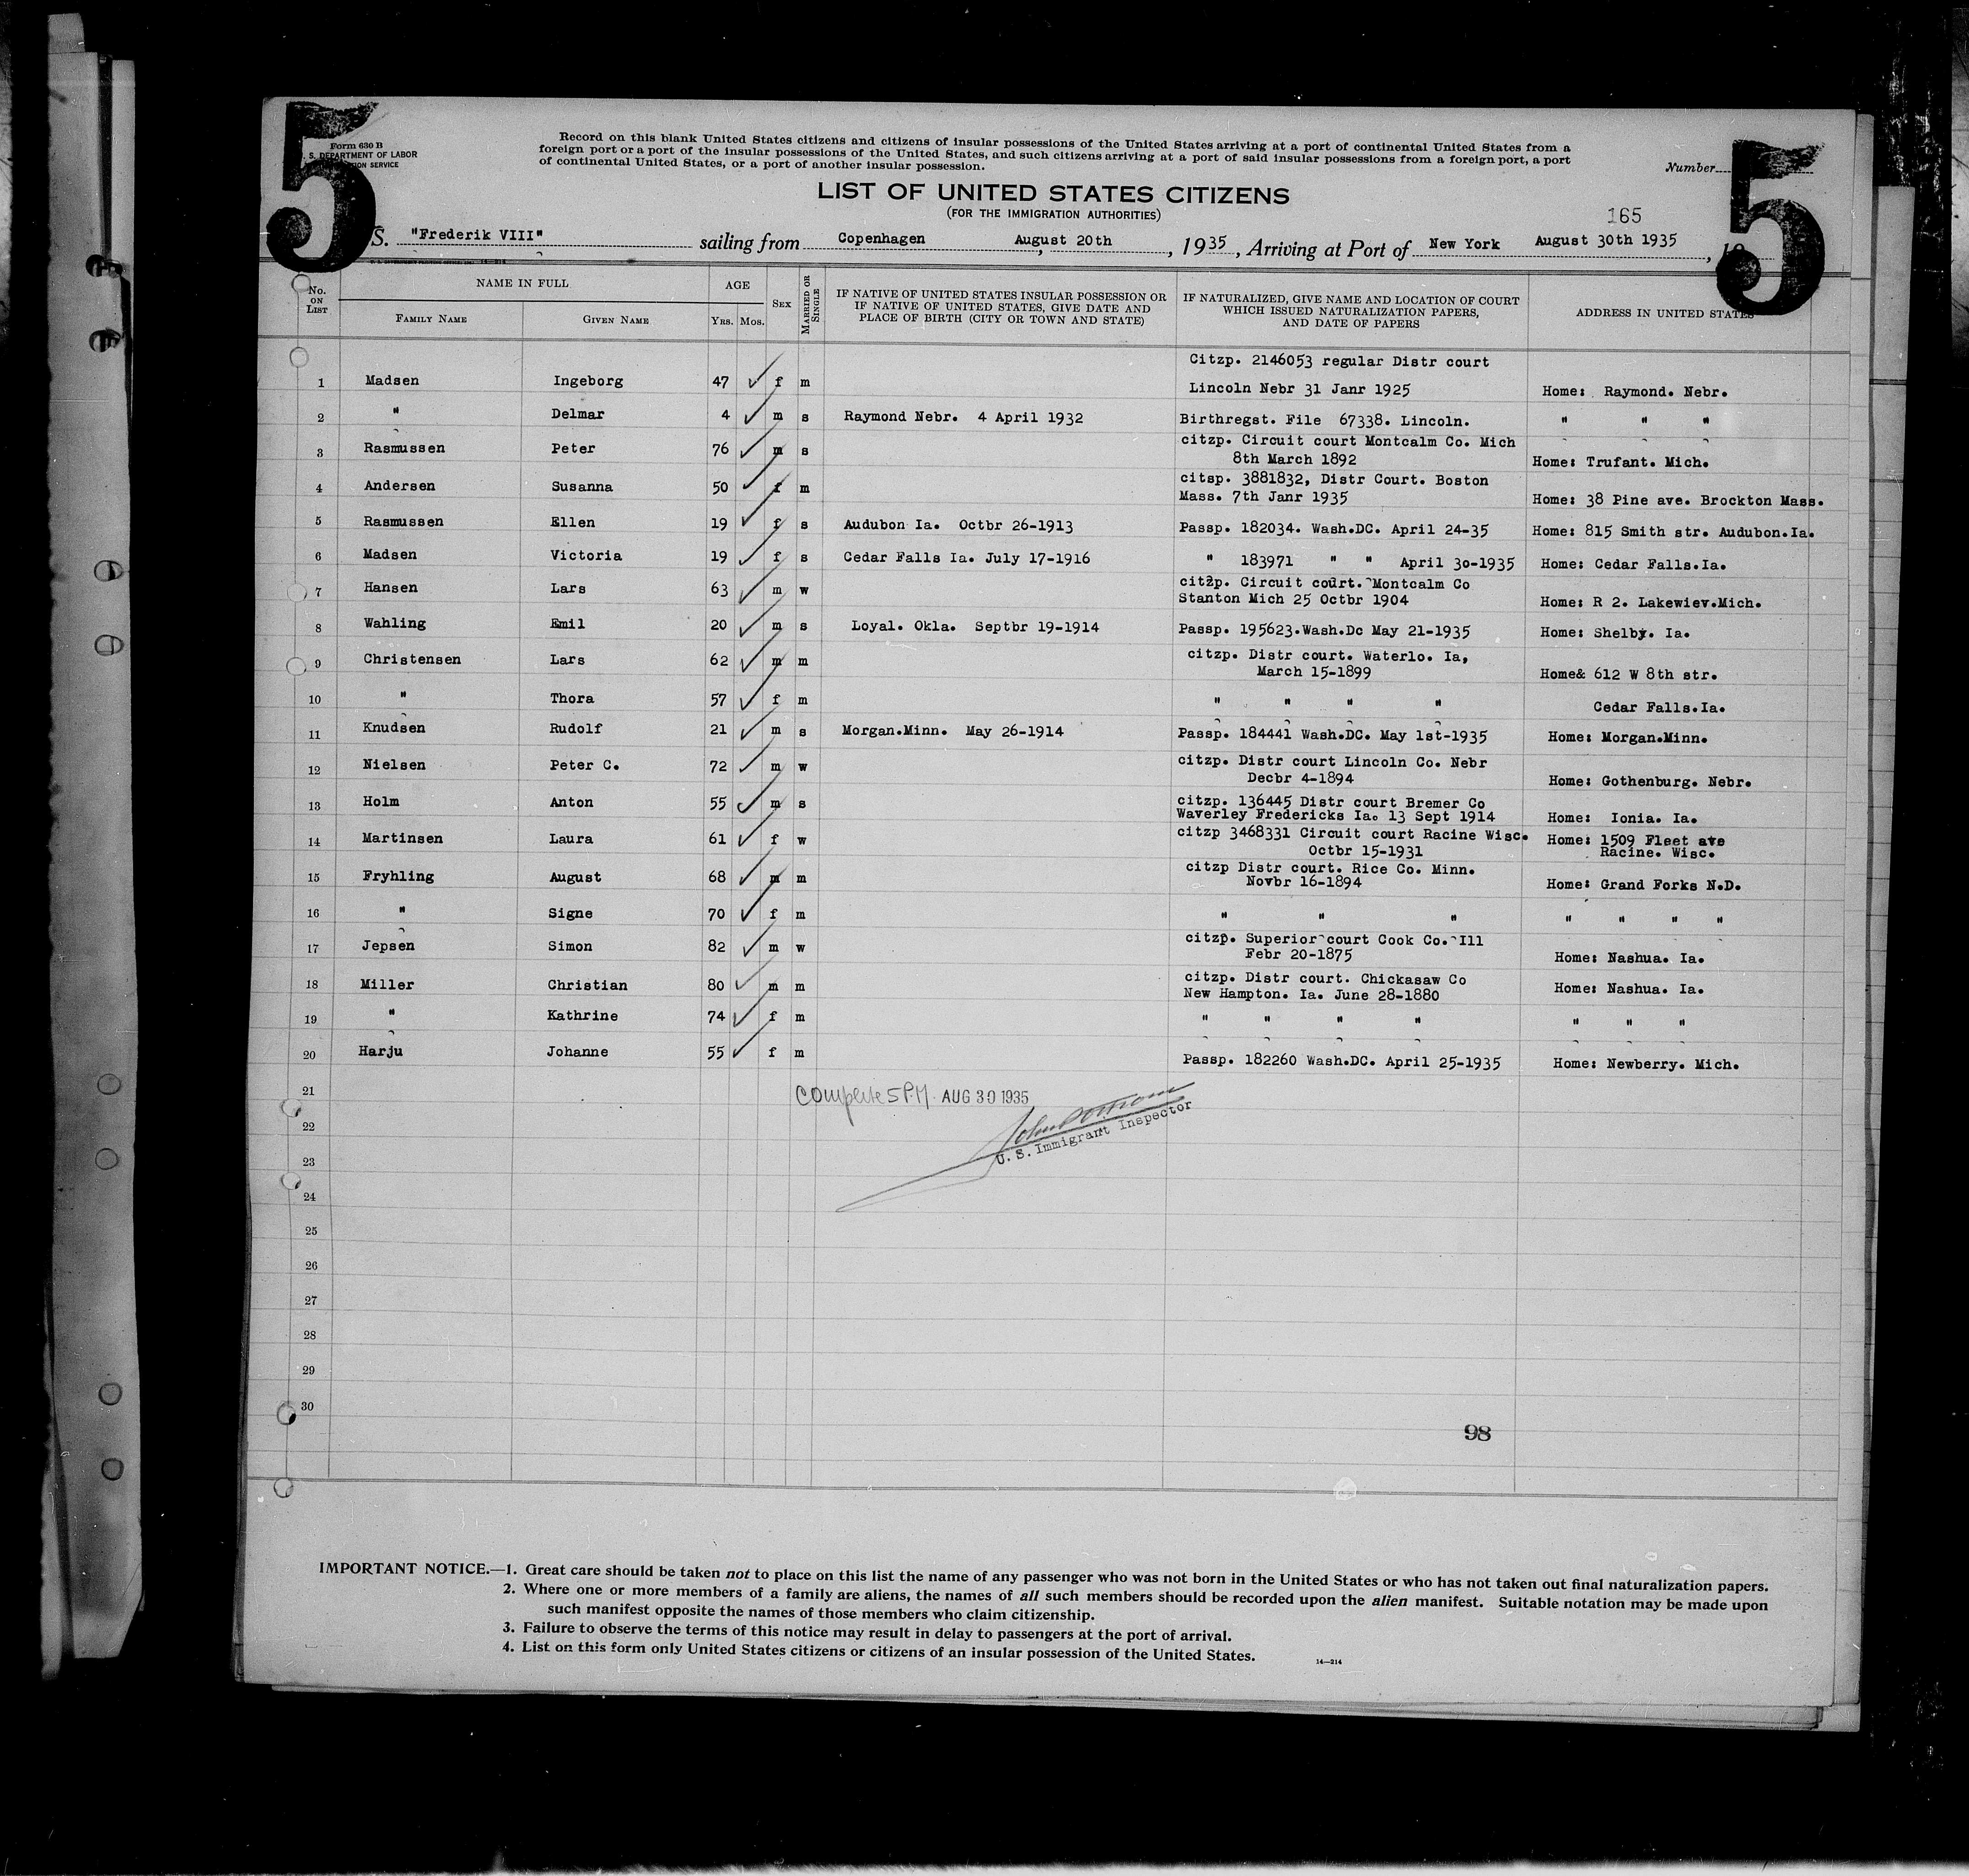 5
5
Form 630 B
S. DEPARTMENT OF LABOR
SERVICE
Record on this blank United States citizens and citizens of insular possessions of the United States arriving at a port of continental United States from a
foreign port or a port of the insular possessions of the United States, and such citizens arriving at a port of said insular possessions from a foreign port, a port
of continental United States, or a port of another insular possession.
Number
LIST OF UNITED STATES CITIZENS
(FOR THE IMMIGRATION AUTHORITIES)
165
S. "Frederik VIII" sailing from Copenhagen August 20th, 1935, Arriving at Port of New York August 30th 1935, 19
No. ON LIST
NAME IN FULL
FAMILY NAME GIVEN NAME
AGE
YRS. MOS.
SEX
MARRIED OR SINGLE
IF NATIVE OF UNITED STATES INSULAR POSSESSION OR
IF NATIVE OF UNITED STATES, GIVE DATE AND
PLACE OF BIRTH (CITY OR TOWN AND STATE)
IF NATURALIZED, GIVE NAME AND LOCATION OF COURT
WHICH ISSUED NATURALIZATION PAPERS,
AND DATE OF PAPERS
ADDRESS IN UNITED STATES
Citzp. 2146053 regular Distr court
1 Madsen Ingeborg 47 f m Lincoln Nebr 31 Janr 1925 Home: Raymond. Nebr.
2 " Delmar 4 m s Raymond Nebr. 4 April 1932 Birthregst. File 67338. Lincoln. " " "
citzp. Circuit court Montcalm Co. Mich
3 Rasmussen Peter 76 m s 8th March 1892 Home: Trufant. Mich.
citsp. 3881832, Distr Court. Boston
4 Andersen Susanna 50 f m Mass. 7th Janr 1935 Home: 38 Pine ave. Brockton Mass.
5 Rasmussen Ellen 19 f s Audubon Ia. Octbr 26-1913 Passp. 182034. Wash.DC. April 24-35 Home: 815 Smith str. Audubon.Ia.
6 Madsen Victoria 19 f s Cedar Falls Ia. July 17-1916 " 183971 " " April 30-1935 Home: Cedar Falls.Ia.
citzp. Circuit court. Montcalm Co
7 Hansen Lars 63 m w Stanton Mich 25 Octbr 1904 Home: R 2. Lakewiev.Mich.
8 Wahling Emil 20 m s Loyal. Okla. Septbr 19-1914 Passp. 195623.Wash.Dc May 21-1935 Home: Shelby. Ia.
citzp. Distr court. Waterlo. Ia,
9 Christensen Lars 62 m m March 15-1899 Home& 612 W 8th str.
10 " Thora 57 f m " " " " Cedar Falls.Ia.
11 Knudsen Rudolf 21 m s Morgan.Minn. May 26-1914 Passp. 184441 Wash.DC. May 1st-1935 Home: Morgan.Minn.
citzp. Distr court Lincoln Co. Nebr
12 Nielsen Peter C. 72 m w Decbr 4-1894 Home: Gothenburg. Nebr.
citzp. 136445 Distr court Bremer Co
13 Holm Anton 55 m s Waverley Fredericks Ia. 13 Sept 1914 Home: Ionia. Ia.
14 Martinsen Laura 61 f w citzp 3468331 Circuit court Racine Wisc. Home: 1509 Fleet ave
Octbr 15-1931 Racine. Wisc.
citzp Distr court. Rice Co. Minn.
15 Fryhling August 68 m m Novbr 16-1894 Home: Grand Forks N.D.
16 " Signe 70 f m " " " " " " "
citzp. Superior court Cook Co. Ill
17 Jepsen Simon 82 m w Febr 20-1875 Home: Nashua. Ia.
citzp. Distr court. Chickasaw Co
18 Miller Christian 80 m m New Hampton. Ia. June 28-1880 Home: Nashua. Ia.
19 " Kathrine 74 f m " " " " " " "
20 Harju Johanne 55 f m Passp. 182260 Wash.DC. April 25-1935 Home: Newberry. Mich.
21 Complete 5 P.M. AUG 30 1935
22
U. S. Immigrant Inspector
23
24
25
26
27
28
29
30
98
IMPORTANT NOTICE.—1. Great care should be taken not to place on this list the name of any passenger who was not born in the United States or who has not taken out final naturalization papers.
2. Where one or more members of a family are aliens, the names of all such members should be recorded upon the alien manifest. Suitable notation may be made upon
such manifest opposite the names of those members who claim citizenship.
3. Failure to observe the terms of this notice may result in delay to passengers at the port of arrival.
4. List on this form only United States citizens or citizens of an insular possession of the United States.
14—214